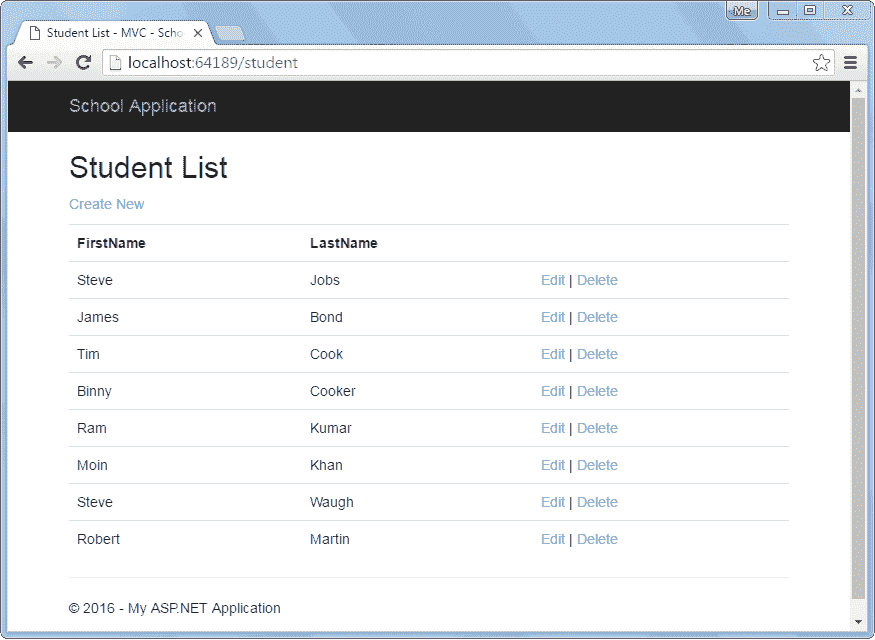 Me
Student List - MVC - Scho
localhost:64189/student
School Application
Student List
Create New
FirstName LastName
Steve Jobs Edit | Delete
James Bond Edit | Delete
Tim Cook Edit | Delete
Binny Cooker Edit | Delete
Ram Kumar Edit | Delete
Moin Khan Edit | Delete
Steve Waugh Edit | Delete
Robert Martin Edit | Delete
© 2016 - My ASP.NET Application